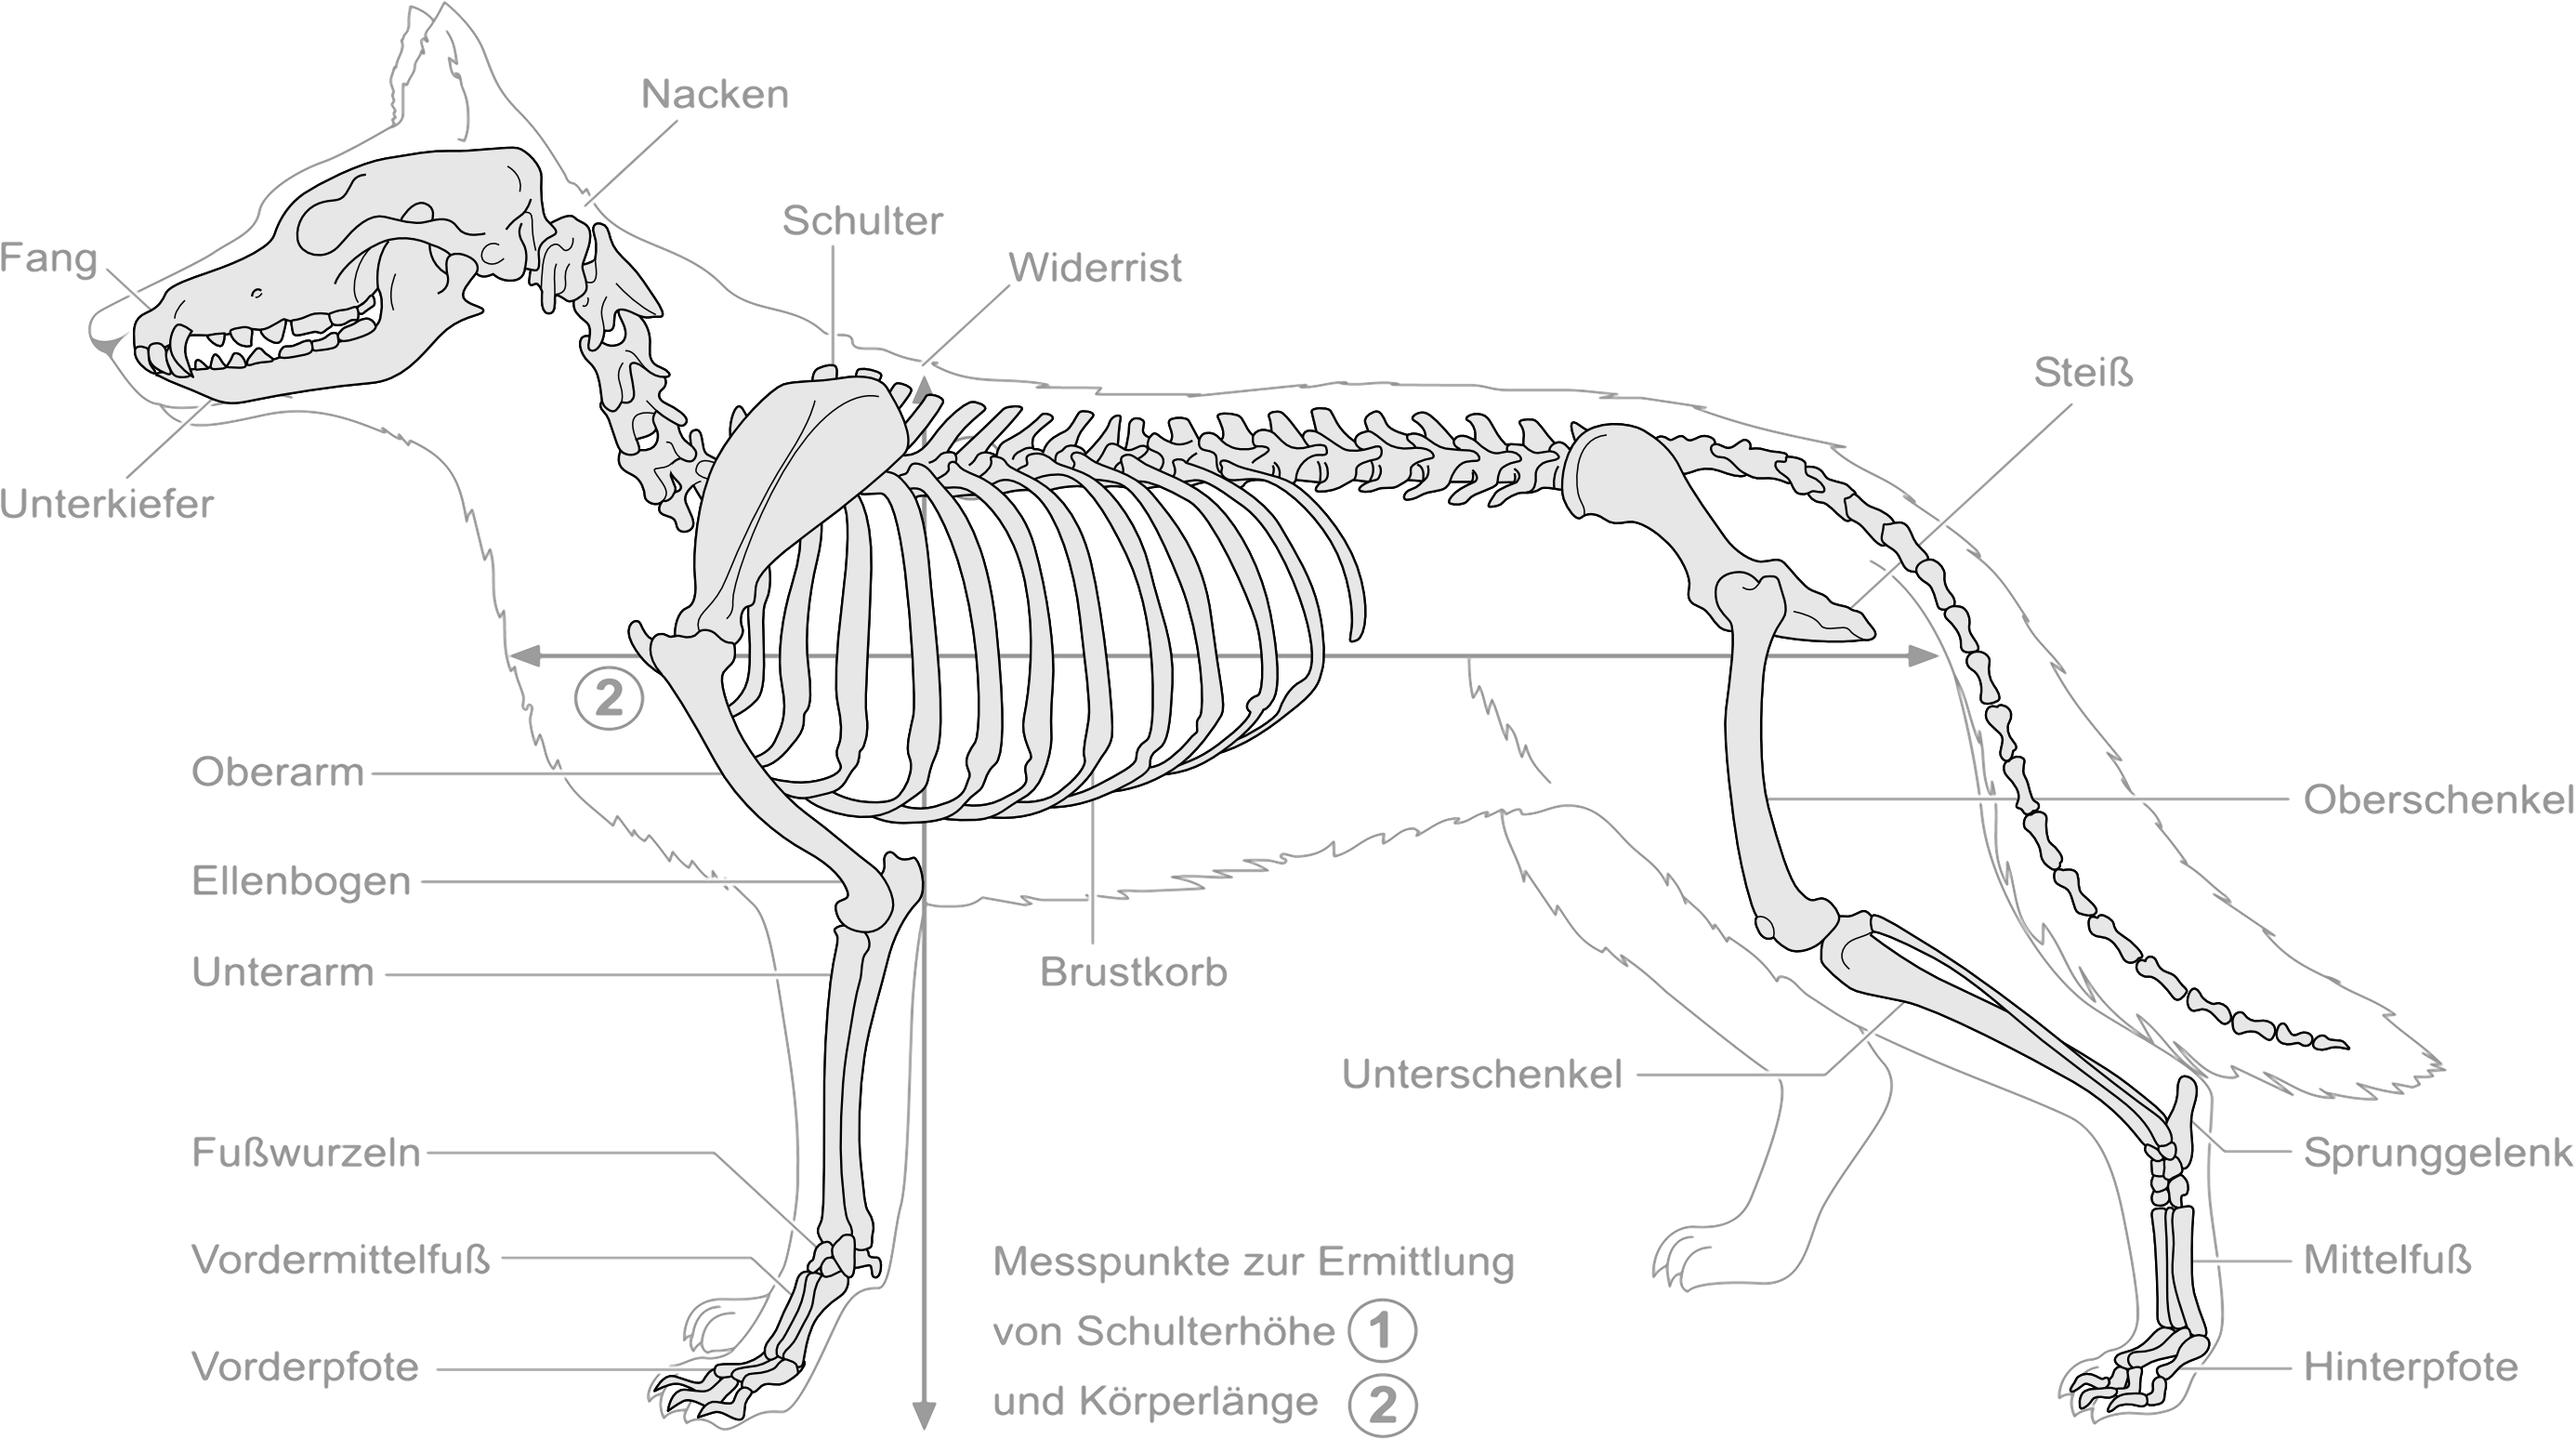 Nacken
Schulter
Fang
Widerrist
Steiß
Unterkiefer
2
Oberarm
Oberschenkel
Ellenbogen
Unterarm
Brustkorb
Unterschenkel
Fußwurzeln
Sprunggelenk
Vordermittelfuß
Mittelfuß
Vorderpfote
Hinterpfote
Messpunkte zur Ermittlung
von Schulterhöhe 1
und Körperlänge 2